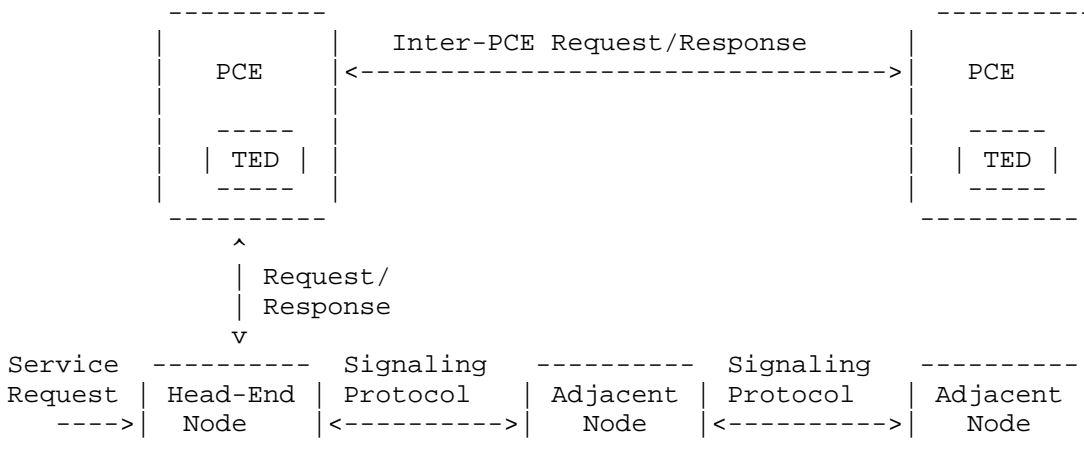 Inter-PCE Request/Response
PCE PCE
TED TED
Request/
Response
Service Signaling Signaling
Request Head-End Protocol Adjacent Protocol Adjacent
Node Node Node